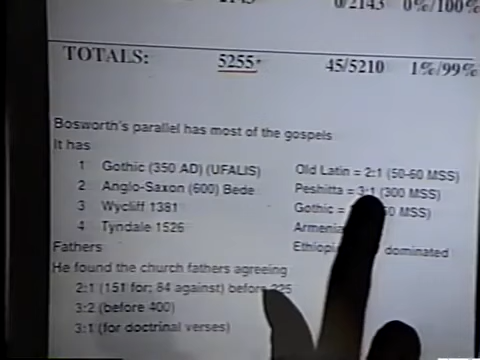 0/2143 0%/100%
TOTALS: 5255* 45/5210 1%/99%
Bosworth's parallel has most of the gospels
It has
1 Gothic (350 AD) (UFALIS)
2 Anglo-Saxon (600) Bede
3 Wycliff 1381
4 Tyndale 1526
Old Latin = 2:1 (50-60 MSS)
Peshitta = 3:1 (300 MSS)
Gothic = MSS)
dominated
Fathers
He found the church fathers agreeing
2:1 (151 for; 84 against) before
3:2 (before 400)
3:1 (for doctrinal verses)